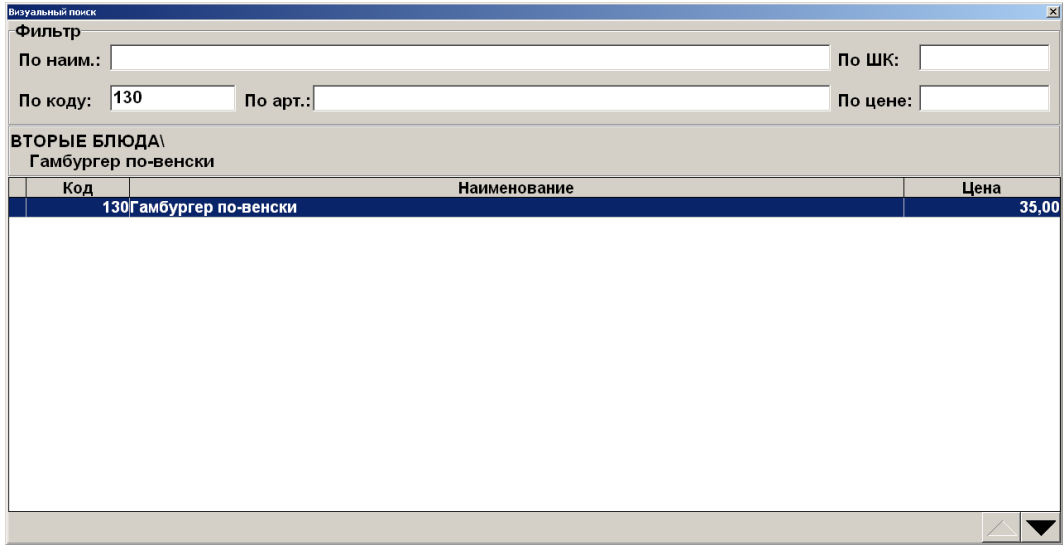 Визуальный поиск
Фильтр
По наим.: По ШК:
По коду: 130 По арт.: По цене:
ВТОРЫЕ БЛЮДА\
Гамбургер по-венски
Код Наименование Цена
130 Гамбургер по-венски 35,00